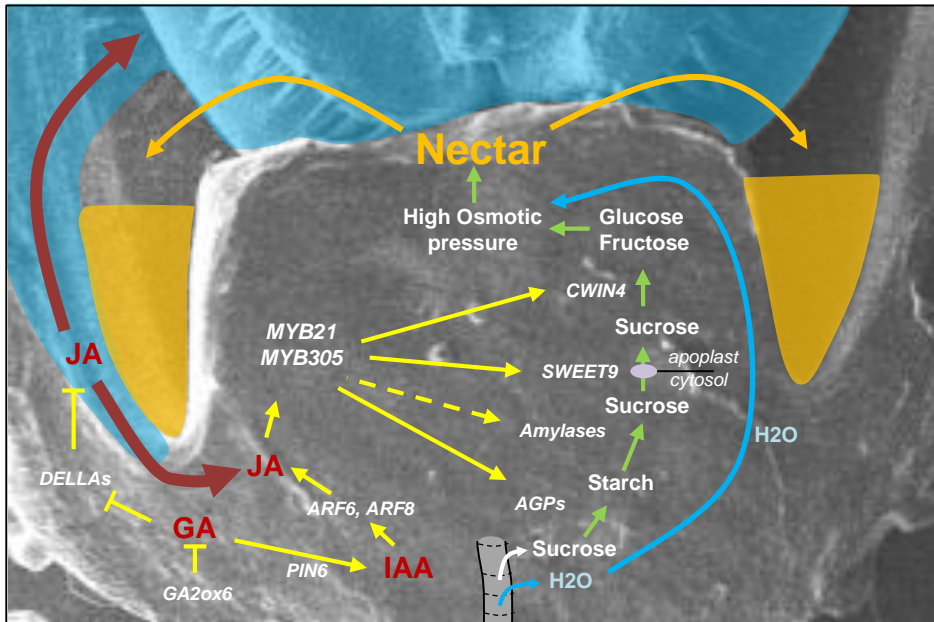 Nectar
High Osmotic
pressure
Glucose
Fructose
CWIN4
MYB21
MYB305
Sucrose
JA
SWEET9
apoplast
cytosol
Sucrose
Amylases
H2O
JA
DELLAs
Starch
AGPs
ARF6, ARF8
GA
Sucrose
PIN6
IAA
H2O
GA2ox6